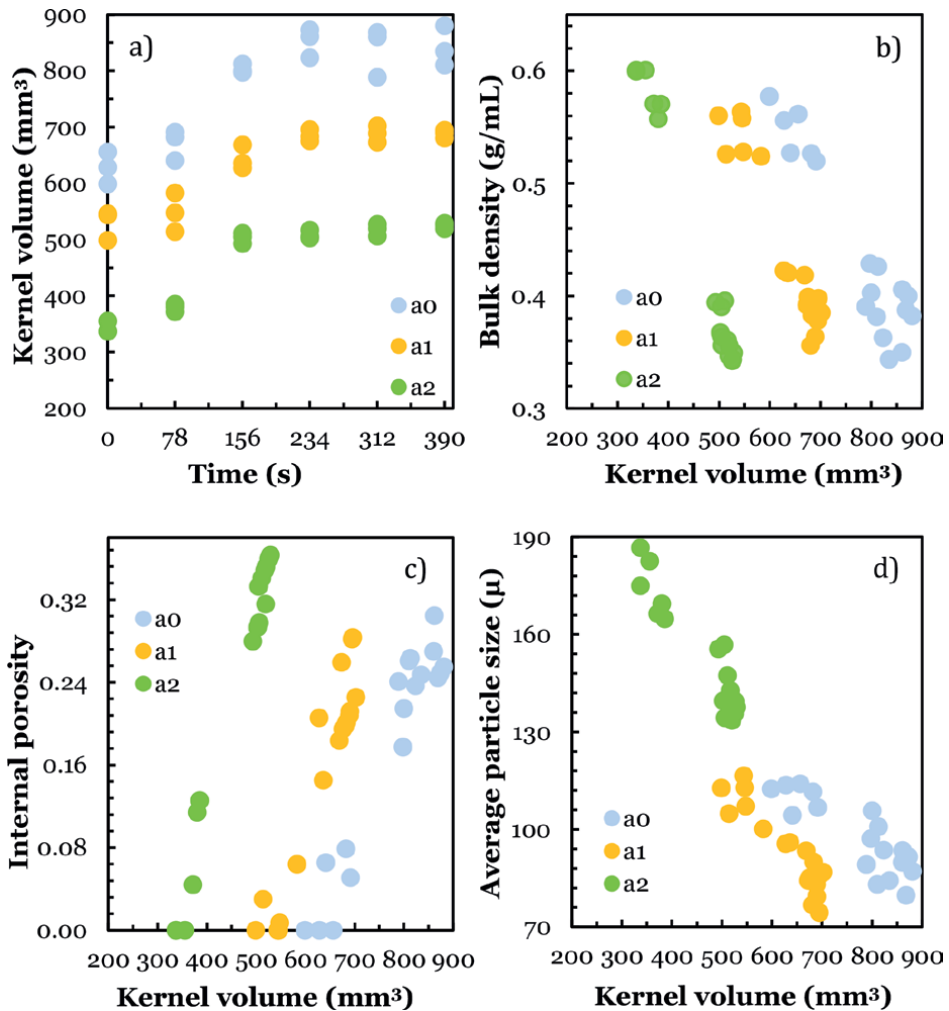 a)
Kernel volume (mm³)
900
800
700
600
500
400
300
200
a0
a1
a2
0 78 156 234 312 390
Time (s)
b)
Bulk density (g/mL)
0.6
0.5
0.4
0.3
a0
a1
a2
200 300 400 500 600 700 800 900
Kernel volume (mm³)
c)
Internal porosity
0.32
0.24
0.16
0.08
0.00
a0
a1
a2
200 300 400 500 600 700 800 900
Kernel volume (mm³)
d)
Average particle size (μ)
190
160
130
100
70
a0
a1
a2
200 300 400 500 600 700 800 900
Kernel volume (mm³)